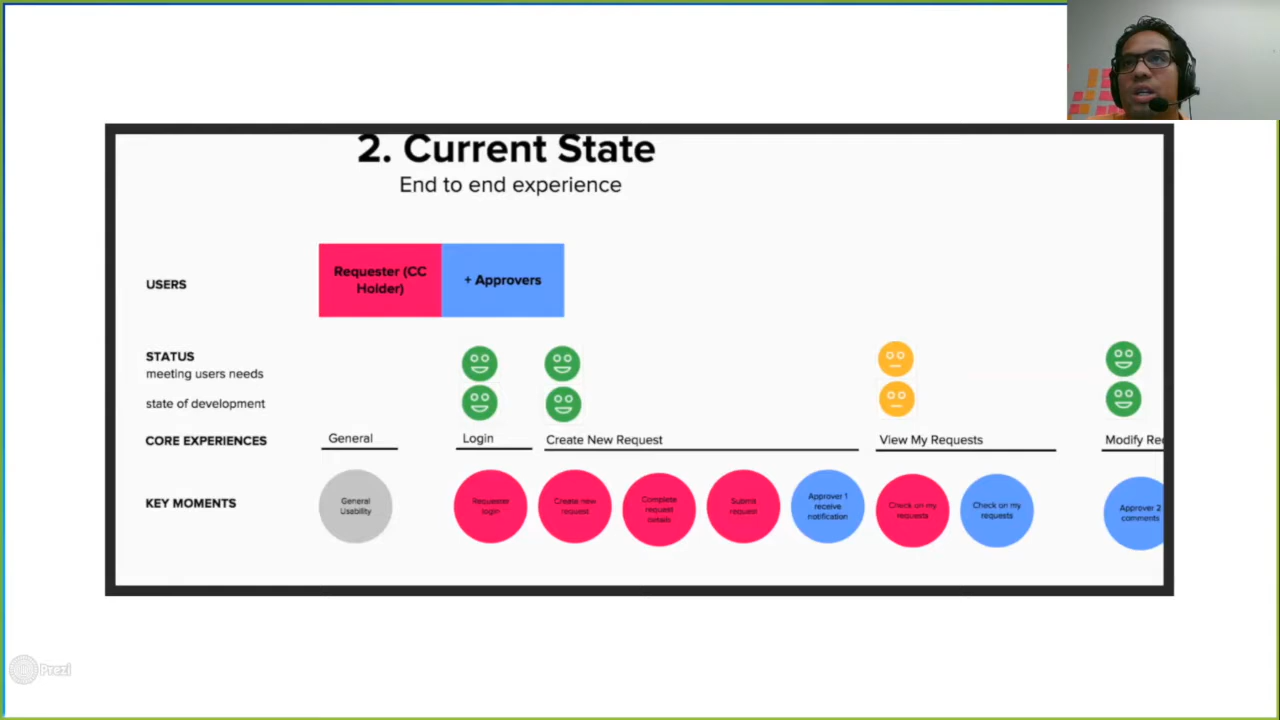 2. Current State
End to end experience
USERS
Requester (CC
Holder)
+ Approvers
STATUS
meeting users needs
state of development
CORE EXPERIENCES
General
Login
Create New Request
View My Requests
Modify Rec
KEY MOMENTS
General
Usability
Requester
login
Create new
request
Complete
request
details
Submit
request
Approver 1
receive
notification
Check on my
requests
Check on my
requests
Approver 2
comments
Prezi